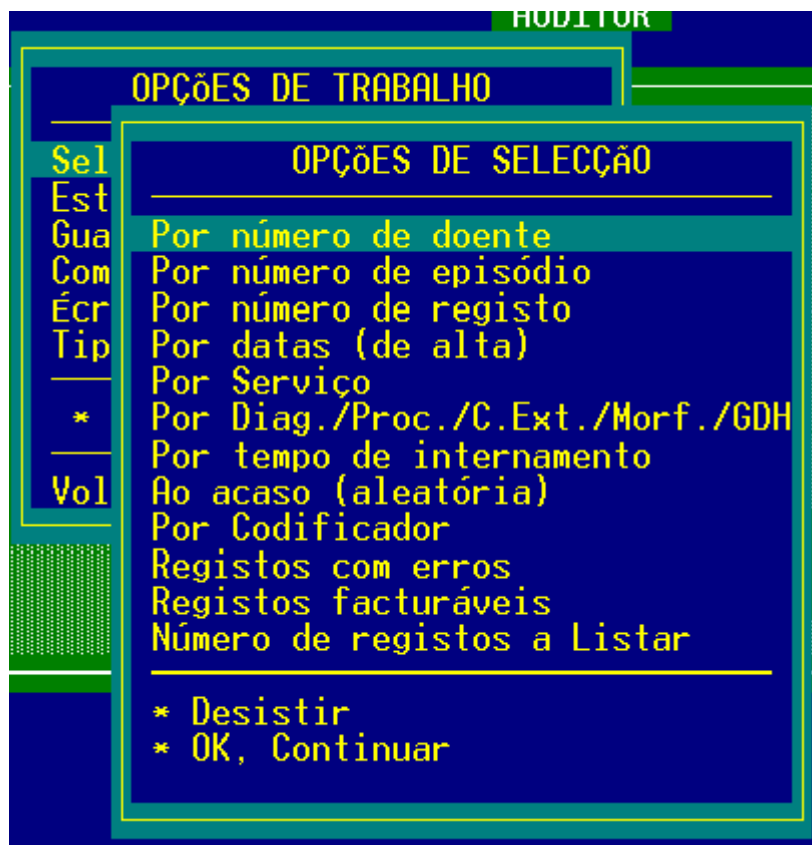 AUDITOR
OPÇõES DE TRABALHO
Sel
Est
Gua
Com
Écr
Tip
*
Vol
OPÇõES DE SELECÇÃO
Por número de doente
Por número de episódio
Por número de registo
Por datas (de alta)
Por Serviço
Por Diag./Proc./C.Ext./Morf./GDH
Por tempo de internamento
Ao acaso (aleatória)
Por Codificador
Registos com erros
Registos facturáveis
Número de registos a Listar
* Desistir
* OK, Continuar